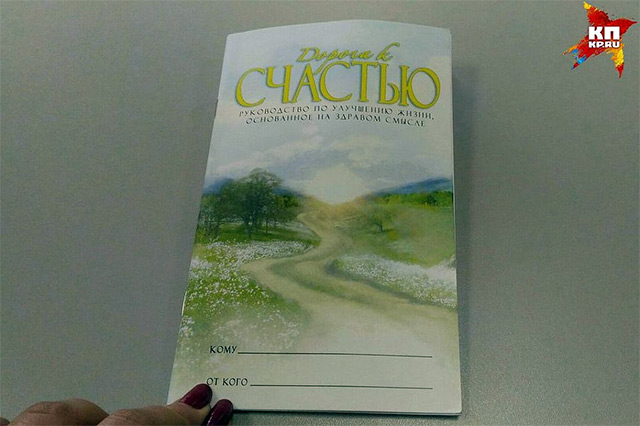 КП
KP.RU
Дорога к
СЧАСТЬЮ
РУКОВОДСТВО ПО УЛУЧШЕНИЮ ЖИЗНИ,
ОСНОВАННОЕ НА ЗДРАВОМ СМЫСЛЕ
КОМУ
ОТ КОГО